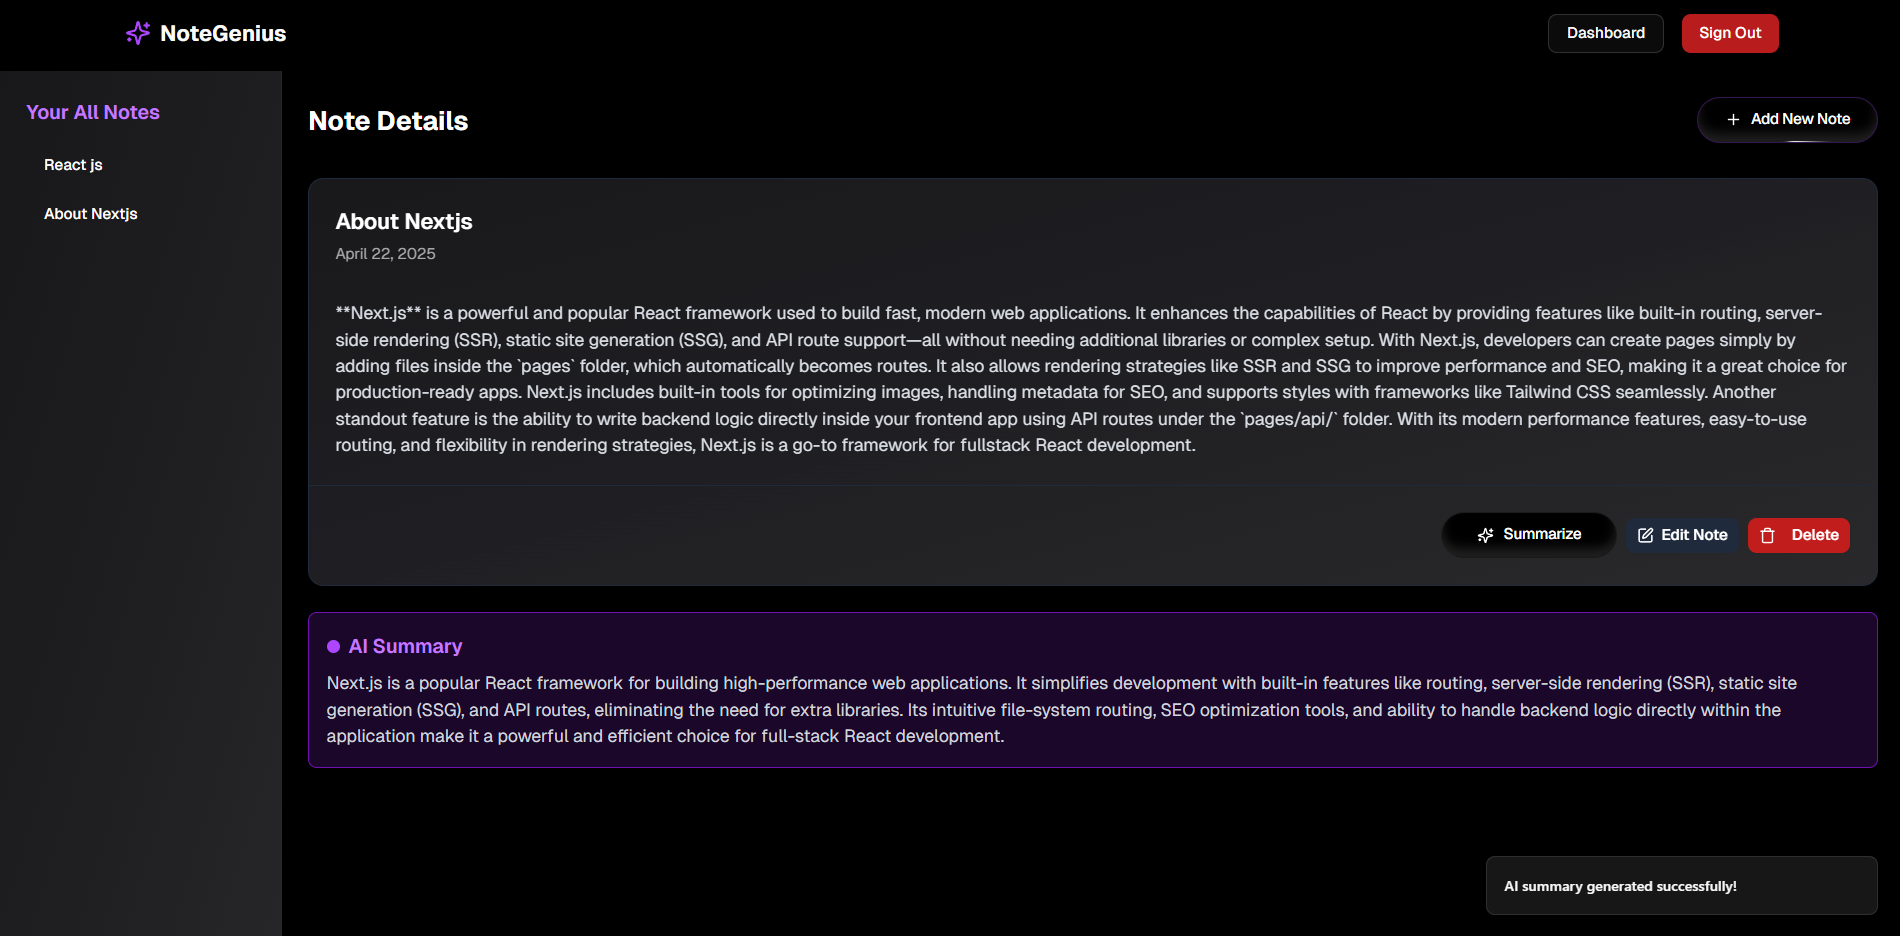 NoteGenius
Dashboard
Sign Out
Your All Notes
React js
About Nextjs
Note Details
+ Add New Note
About Nextjs
April 22, 2025
**Next.js** is a powerful and popular React framework used to build fast, modern web applications. It enhances the capabilities of React by providing features like built-in routing, server-
side rendering (SSR), static site generation (SSG), and API route support—all without needing additional libraries or complex setup. With Next.js, developers can create pages simply by
adding files inside the `pages` folder, which automatically becomes routes. It also allows rendering strategies like SSR and SSG to improve performance and SEO, making it a great choice for
production-ready apps. Next.js includes built-in tools for optimizing images, handling metadata for SEO, and supports styles with frameworks like Tailwind CSS seamlessly. Another
standout feature is the ability to write backend logic directly inside your frontend app using API routes under the `pages/api/` folder. With its modern performance features, easy-to-use
routing, and flexibility in rendering strategies, Next.js is a go-to framework for fullstack React development.
Summarize
Edit Note
Delete
AI Summary
Next.js is a popular React framework for building high-performance web applications. It simplifies development with built-in features like routing, server-side rendering (SSR), static site
generation (SSG), and API routes, eliminating the need for extra libraries. Its intuitive file-system routing, SEO optimization tools, and ability to handle backend logic directly within the
application make it a powerful and efficient choice for full-stack React development.
AI summary generated successfully!